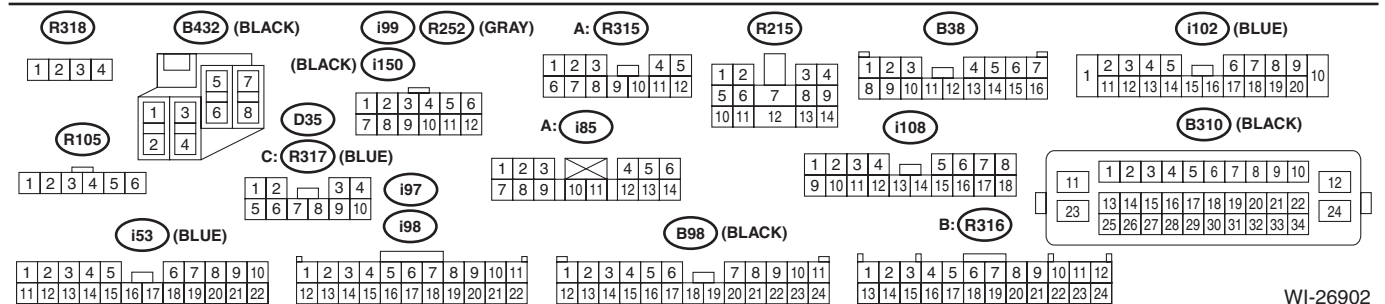 R318
1 2 3 4
R105
1 2 3 4 5 6
B432 (BLACK)
5 7
6 8
1 3
2 4
i99 R252 (GRAY)
(BLACK) i150
1 2 3 4 5 6
7 8 9 10 11 12
D35
C: R317 (BLUE)
1 2 3 4
5 6 7 8 9 10
A: R315
1 2 3 4 5
6 7 8 9 10 11 12
A: i85
1 2 3 4 5 6
7 8 9 10 11 12 13 14
R215
1 2 3 4
5 6 7 8 9
10 11 12 13 14
B38
1 2 3 4 5 6 7
8 9 10 11 12 13 14 15 16
i108
1 2 3 4 5 6 7 8
9 10 11 12 13 14 15 16 17 18
i102 (BLUE)
1 2 3 4 5 6 7 8 9 10
11 12 13 14 15 16 17 18 19 20
B310 (BLACK)
11 1 2 3 4 5 6 7 8 9 10 12
23 13 14 15 16 17 18 19 20 21 22 24
25 26 27 28 29 30 31 32 33 34
i53 (BLUE)
1 2 3 4 5 6 7 8 9 10
11 12 13 14 15 16 17 18 19 20 21 22
i97
i98
1 2 3 4 5 6 7 8 9 10 11
12 13 14 15 16 17 18 19 20 21 22
B98 (BLACK)
1 2 3 4 5 6 7 8 9 10 11
12 13 14 15 16 17 18 19 20 21 22 23 24
B: R316
1 2 3 4 5 6 7 8 9 10 11 12
13 14 15 16 17 18 19 20 21 22 23 24
WI-26902